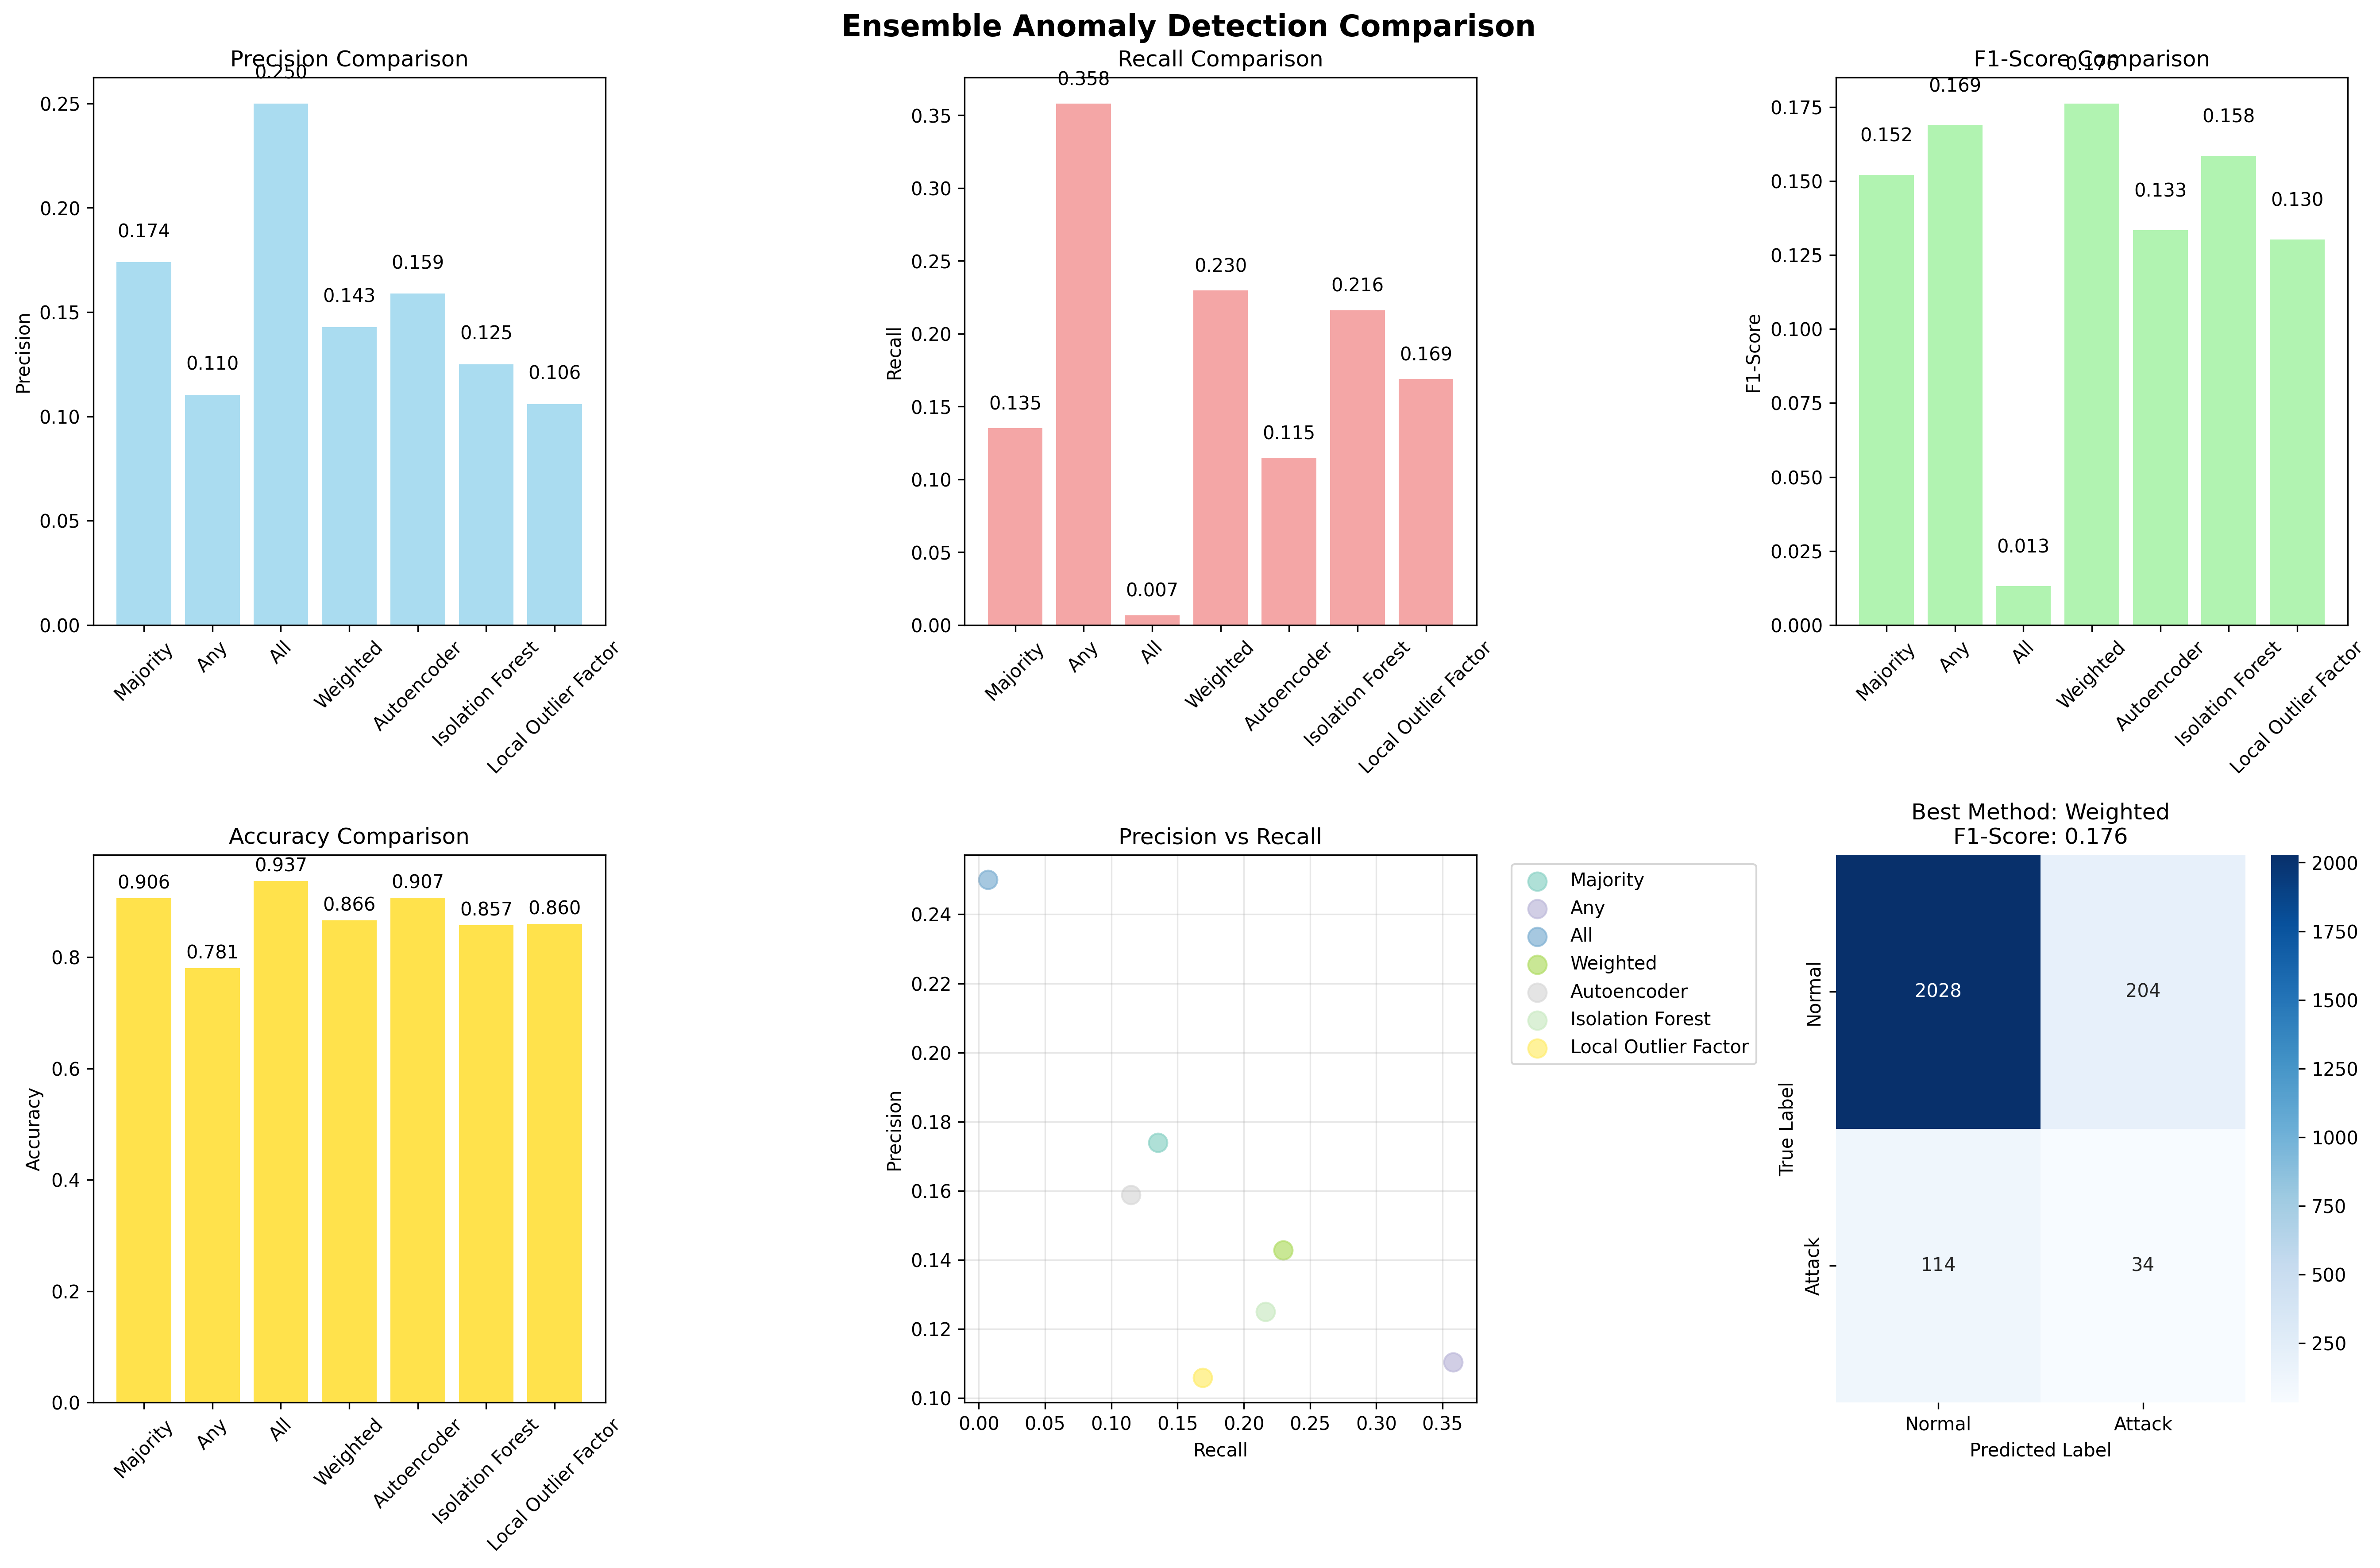 Ensemble Anomaly Detection Comparison
Precision Comparison
0.250
0.174
0.110
0.143
0.159
0.125
0.106
Precision
0.25
0.20
0.15
0.10
0.05
0.00
Majority
Any
All
Weighted
Autoencoder
Isolation Forest
Local Outlier Factor
Recall Comparison
0.358
0.135
0.007
0.230
0.115
0.216
0.169
Recall
0.35
0.30
0.25
0.20
0.15
0.10
0.05
0.00
Majority
Any
All
Weighted
Autoencoder
Isolation Forest
Local Outlier Factor
F1-Score Comparison
0.176
0.152
0.169
0.013
0.133
0.158
0.130
F1-Score
0.175
0.150
0.125
0.100
0.075
0.050
0.025
0.000
Majority
Any
All
Weighted
Autoencoder
Isolation Forest
Local Outlier Factor
Accuracy Comparison
0.906
0.781
0.937
0.866
0.907
0.857
0.860
Accuracy
0.8
0.6
0.4
0.2
0.0
Majority
Any
All
Weighted
Autoencoder
Isolation Forest
Local Outlier Factor
Precision vs Recall
Precision
0.24
0.22
0.20
0.18
0.16
0.14
0.12
0.10
0.00 0.05 0.10 0.15 0.20 0.25 0.30 0.35
Recall
Majority
Any
All
Weighted
Autoencoder
Isolation Forest
Local Outlier Factor
Best Method: Weighted
F1-Score: 0.176
True Label
Normal
2028 204
Attack
114 34
Normal Attack
Predicted Label
2000
1750
1500
1250
1000
750
500
250